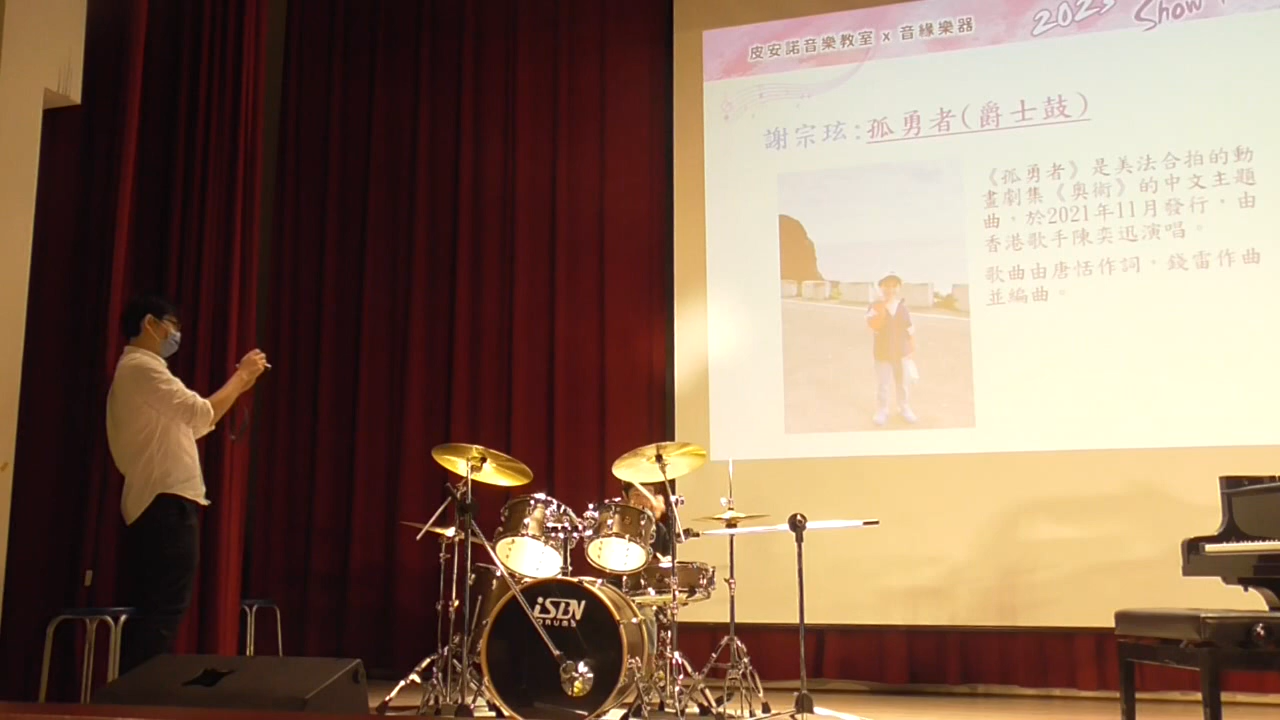 皮安諾音樂教室 x 音緣樂器
2023
Show
謝宗玹:孤勇者(爵士鼓)
《孤勇者》是美法合拍的動
畫劇集《奧術》的中文主題
曲，於2021年11月發行，由
香港歌手陳奕迅演唱。
歌曲由唐恬作詞，錢雷作曲
並編曲。
iSBN
DRUMS